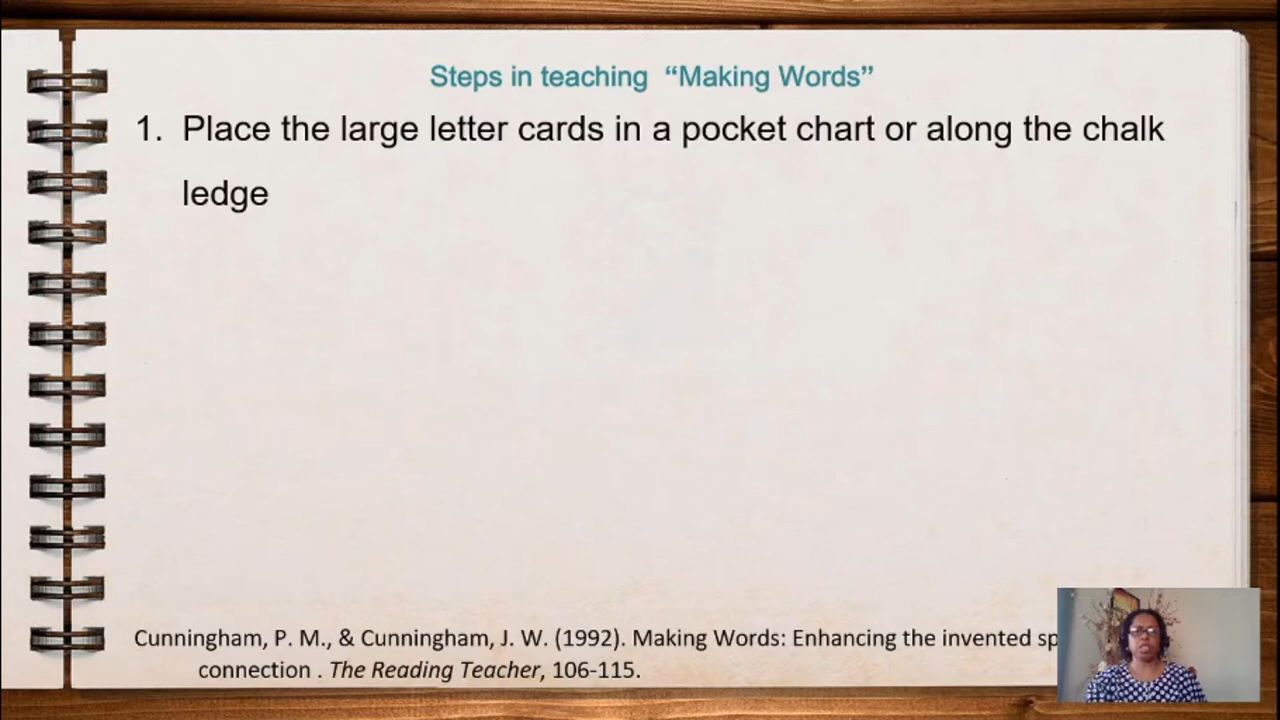 Steps in teaching “Making Words”
1. Place the large letter cards in a pocket chart or along the chalk
ledge
Cunningham, P. M., & Cunningham, J. W. (1992). Making Words: Enhancing the invented
connection . The Reading Teacher, 106-115.